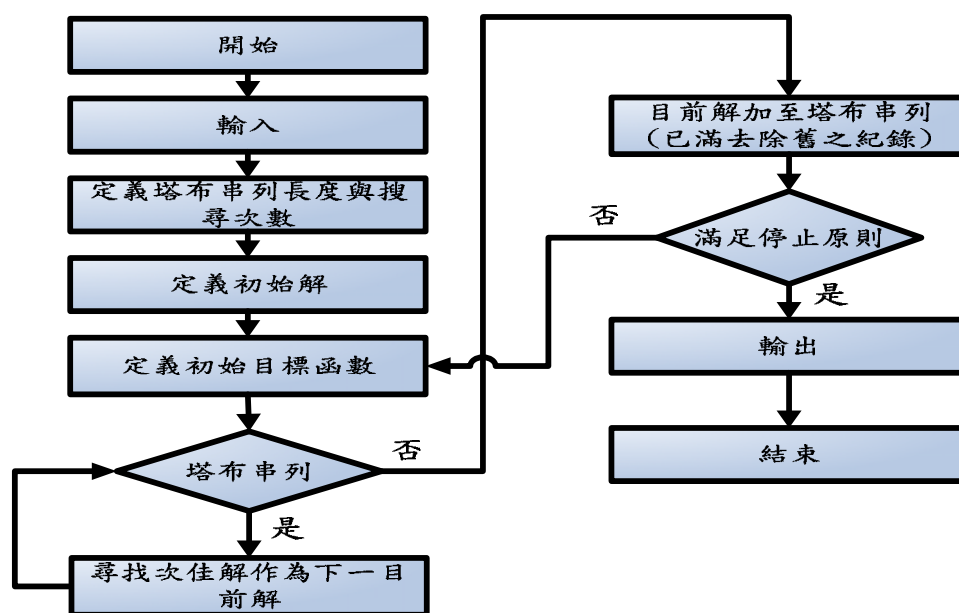 開始
輸入
定義塔布串列長度與搜
尋次數
定義初始解
定義初始目標函數
塔布串列
否
是
尋找次佳解作為下一目
前解
目前解加至塔布串列
(已滿去除舊之紀錄)
滿足停止原則
否
是
輸出
結束